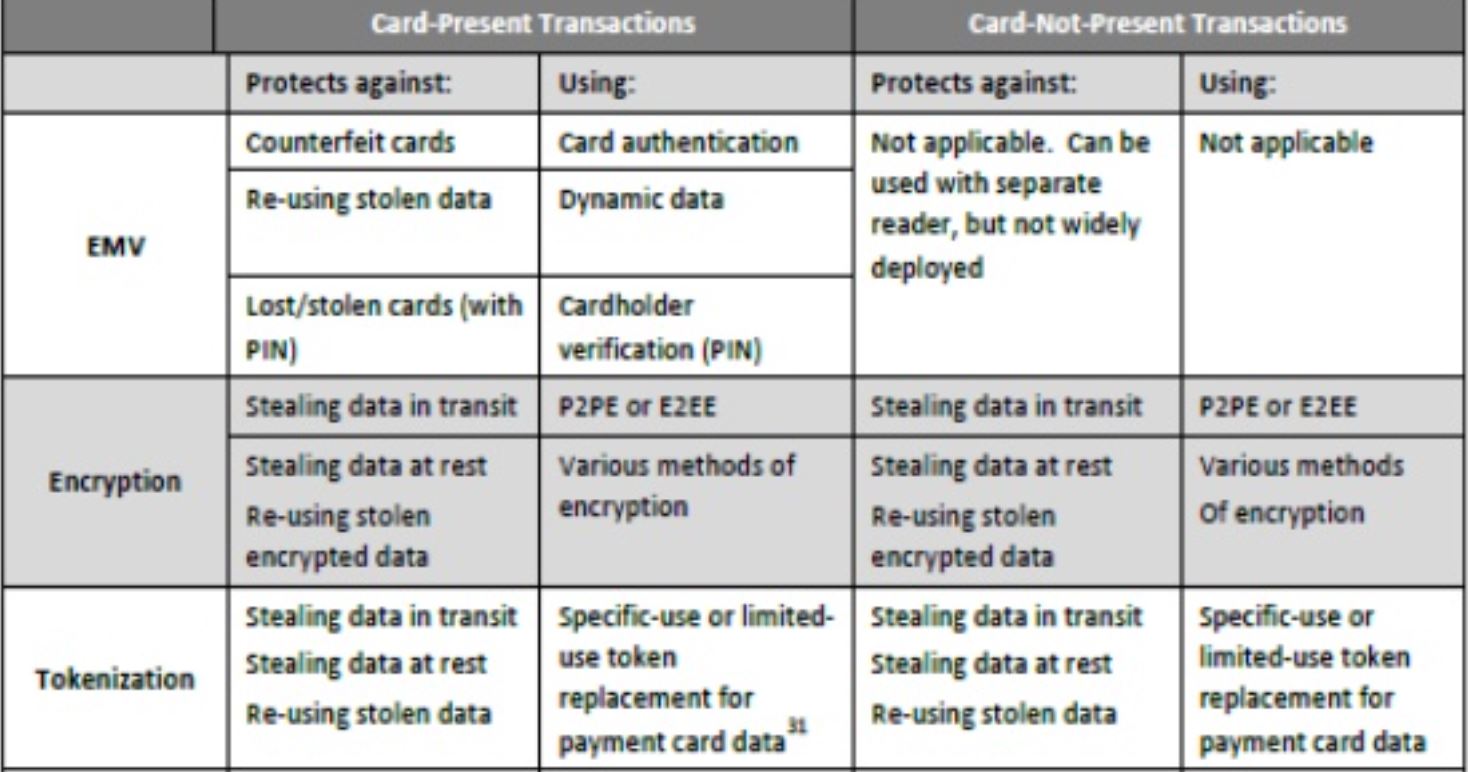 Card-Present Transactions
Card-Not-Present Transactions
Protects against:
Using:
Protects against:
Using:
EMV
Counterfeit cards
Card authentication
Re-using stolen data
Dynamic data
Lost/stolen cards (with
PIN)
Cardholder
verification (PIN)
Not applicable. Can be
used with separate
reader, but not widely
deployed
Not applicable
Encryption
Stealing data in transit
P2PE or E2EE
Stealing data in transit
P2PE or E2EE
Stealing data at rest
Re-using stolen
encrypted data
Various methods of
encryption
Stealing data at rest
Re-using stolen
encrypted data
Various methods
Of encryption
Tokenization
Stealing data in transit
Stealing data at rest
Re-using stolen data
Specific-use or limited-
use token
replacement for
payment card data31
Stealing data in transit
Stealing data at rest
Re-using stolen data
Specific-use or
limited-use token
replacement for
payment card data